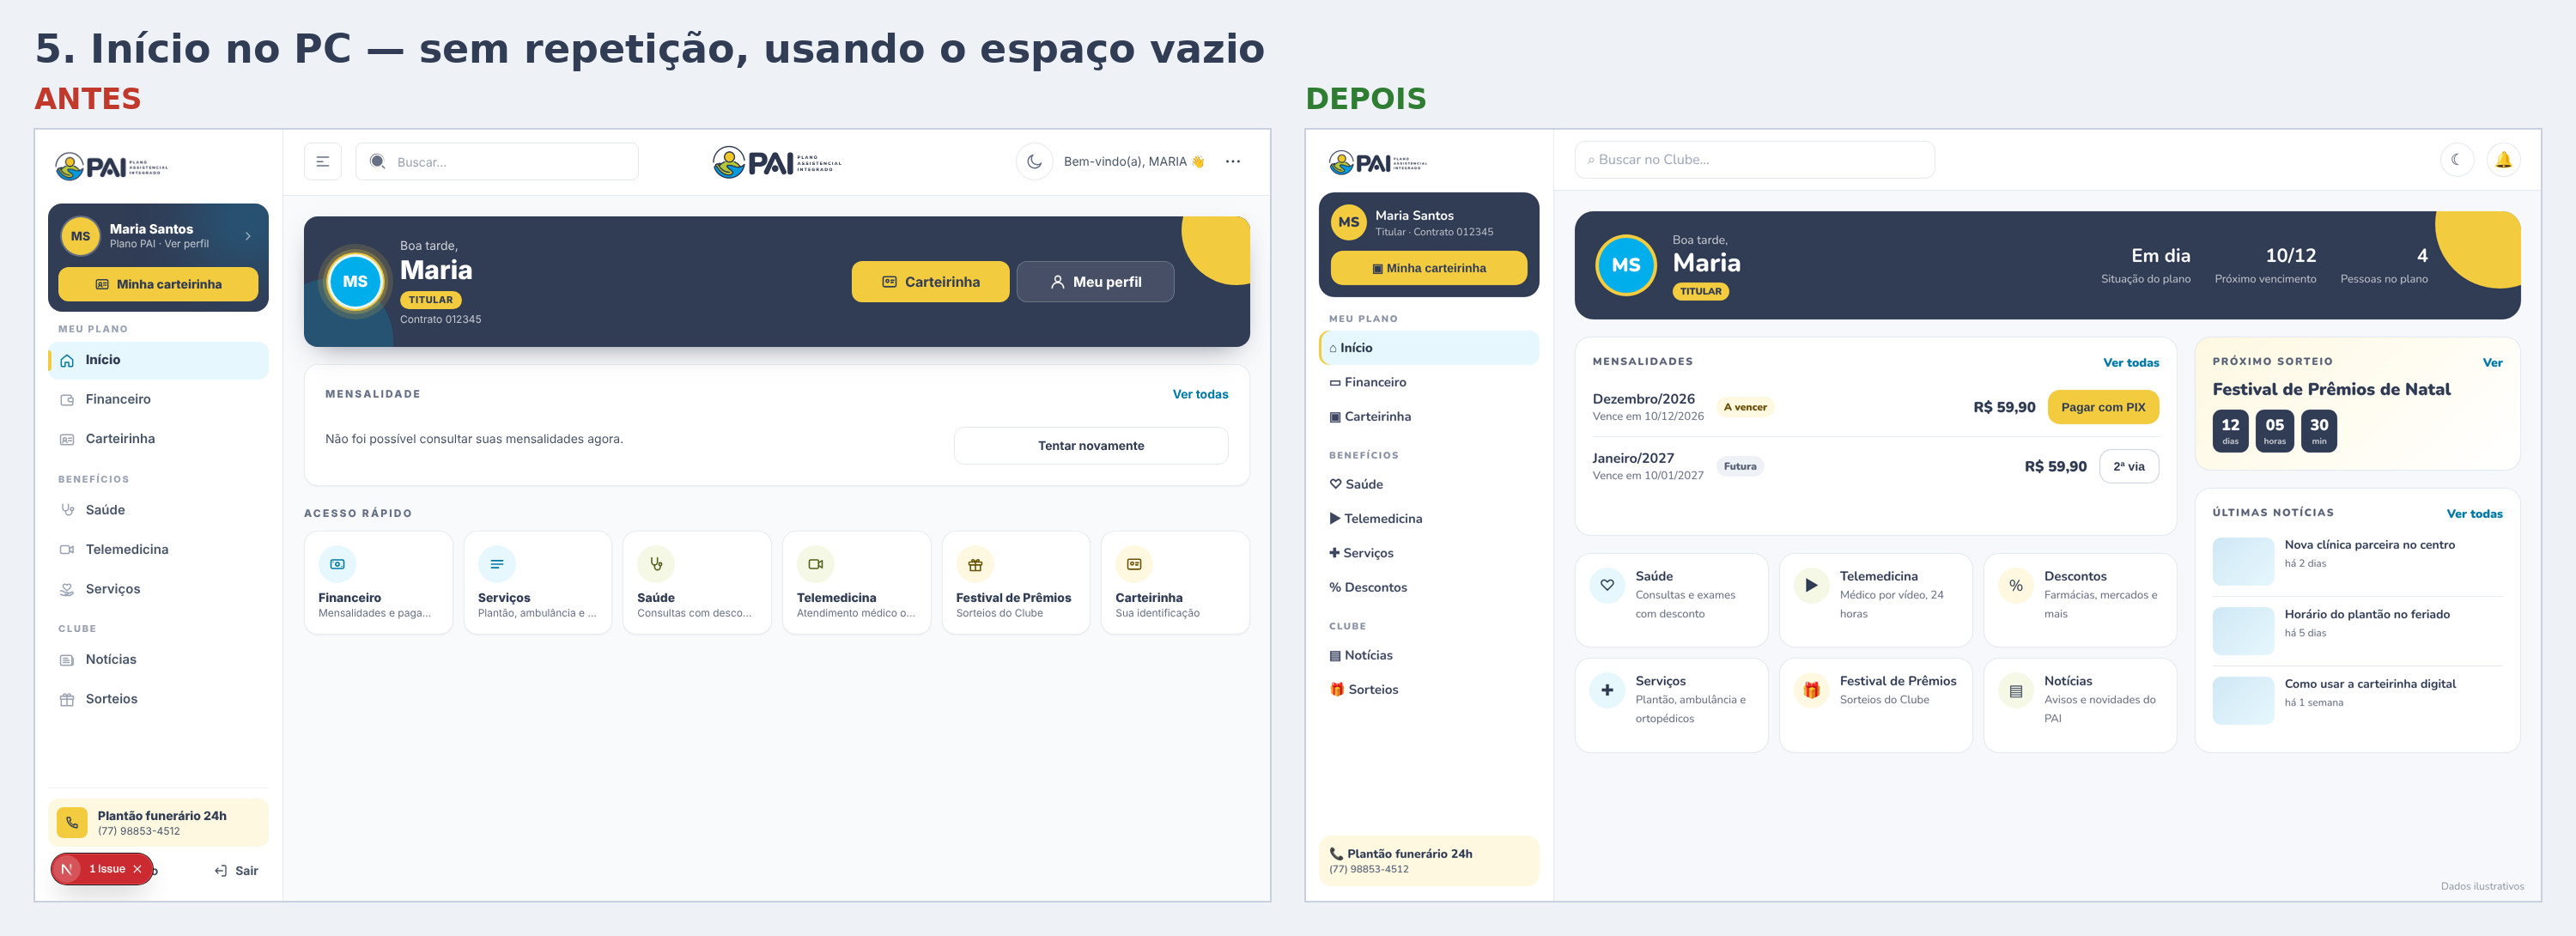 5. Início no PC — sem repetição, usando o espaço vazio
ANTES
PAI PLANO ASSISTENCIAL INTEGRADO
MS
Maria Santos
Plano PAI · Ver perfil
Minha carteirinha
MEU PLANO
Início
Financeiro
Carteirinha
BENEFÍCIOS
Saúde
Telemedicina
Serviços
CLUBE
Notícias
Sorteios
Plantão funerário 24h
(77) 98853-4512
N 1 Issue
o
Sair
Buscar...
PAI PLANO ASSISTENCIAL INTEGRADO
Bem-vindo(a), MARIA 👋
MS
Boa tarde,
Maria
TITULAR
Contrato 012345
Carteirinha
Meu perfil
MENSALIDADE
Ver todas
Não foi possível consultar suas mensalidades agora.
Tentar novamente
ACESSO RÁPIDO
Financeiro
Mensalidades e paga...
Serviços
Plantão, ambulância e ...
Saúde
Consultas com desco...
Telemedicina
Atendimento médico o...
Festival de Prêmios
Sorteios do Clube
Carteirinha
Sua identificação
DEPOIS
PAI PLANO ASSISTENCIAL INTEGRADO
MS
Maria Santos
Titular · Contrato 012345
Minha carteirinha
MEU PLANO
Início
Financeiro
Carteirinha
BENEFÍCIOS
Saúde
Telemedicina
Serviços
% Descontos
CLUBE
Notícias
Sorteios
Plantão funerário 24h
(77) 98853-4512
Buscar no Clube...
MS
Boa tarde,
Maria
TITULAR
Em dia
Situação do plano
10/12
Próximo vencimento
4
Pessoas no plano
MENSALIDADES
Ver todas
Dezembro/2026
Vence em 10/12/2026
A vencer
R$ 59,90
Pagar com PIX
Janeiro/2027
Vence em 10/01/2027
Futura
R$ 59,90
2ª via
Saúde
Consultas e exames
com desconto
Telemedicina
Médico por vídeo, 24
horas
%
Descontos
Farmácias, mercados e
mais
Serviços
Plantão, ambulância e
ortopédicos
Festival de Prêmios
Sorteios do Clube
Notícias
Avisos e novidades do
PAI
PRÓXIMO SORTEIO
Ver
Festival de Prêmios de Natal
12 05 30
dias horas min
ÚLTIMAS NOTÍCIAS
Ver todas
Nova clínica parceira no centro
há 2 dias
Horário do plantão no feriado
há 5 dias
Como usar a carteirinha digital
há 1 semana
Dados ilustrativos